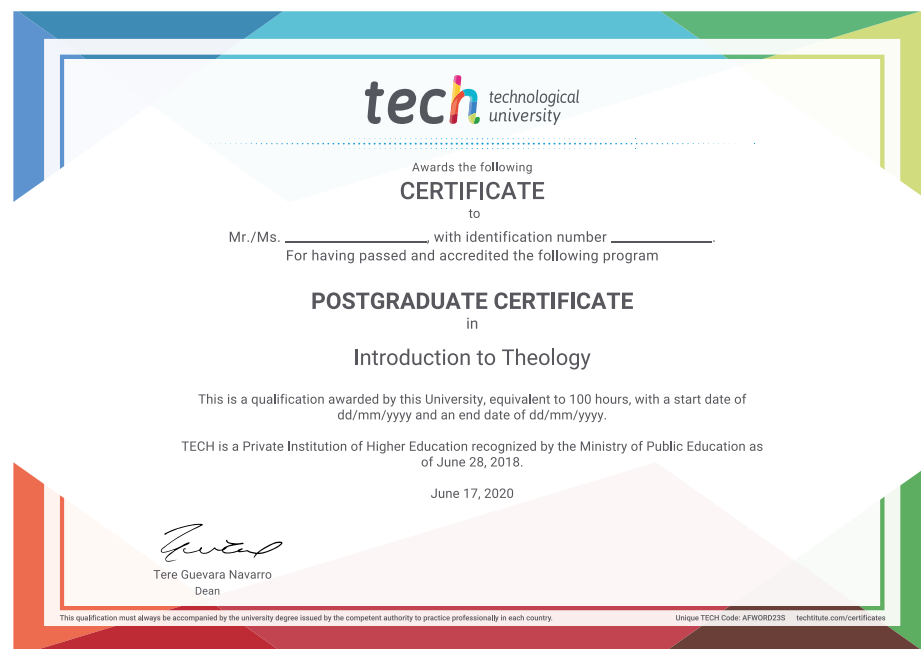 tech technological
university
Awards the following
CERTIFICATE
to
Mr./Ms. ____________________, with identification number ______________.
For having passed and accredited the following program
POSTGRADUATE CERTIFICATE
in
Introduction to Theology
This is a qualification awarded by this University, equivalent to 100 hours, with a start date of
dd/mm/yyyy and an end date of dd/mm/yyyy.
TECH is a Private Institution of Higher Education recognized by the Ministry of Public Education as
of June 28, 2018.
June 17, 2020
Tere Guevara Navarro
Dean
This qualification must always be accompanied by the university degree issued by the competent authority to practice professionally in each country.
Unique TECH Code: AFWORD23S techtitute.com/certificates